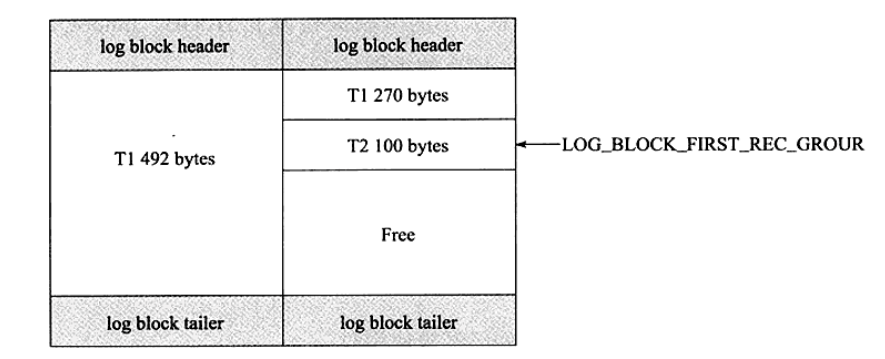 log block header
log block header
T1 492 bytes
T1 270 bytes
T2 100 bytes
LOG_BLOCK_FIRST_REC_GROUR
Free
log block tailer
log block tailer